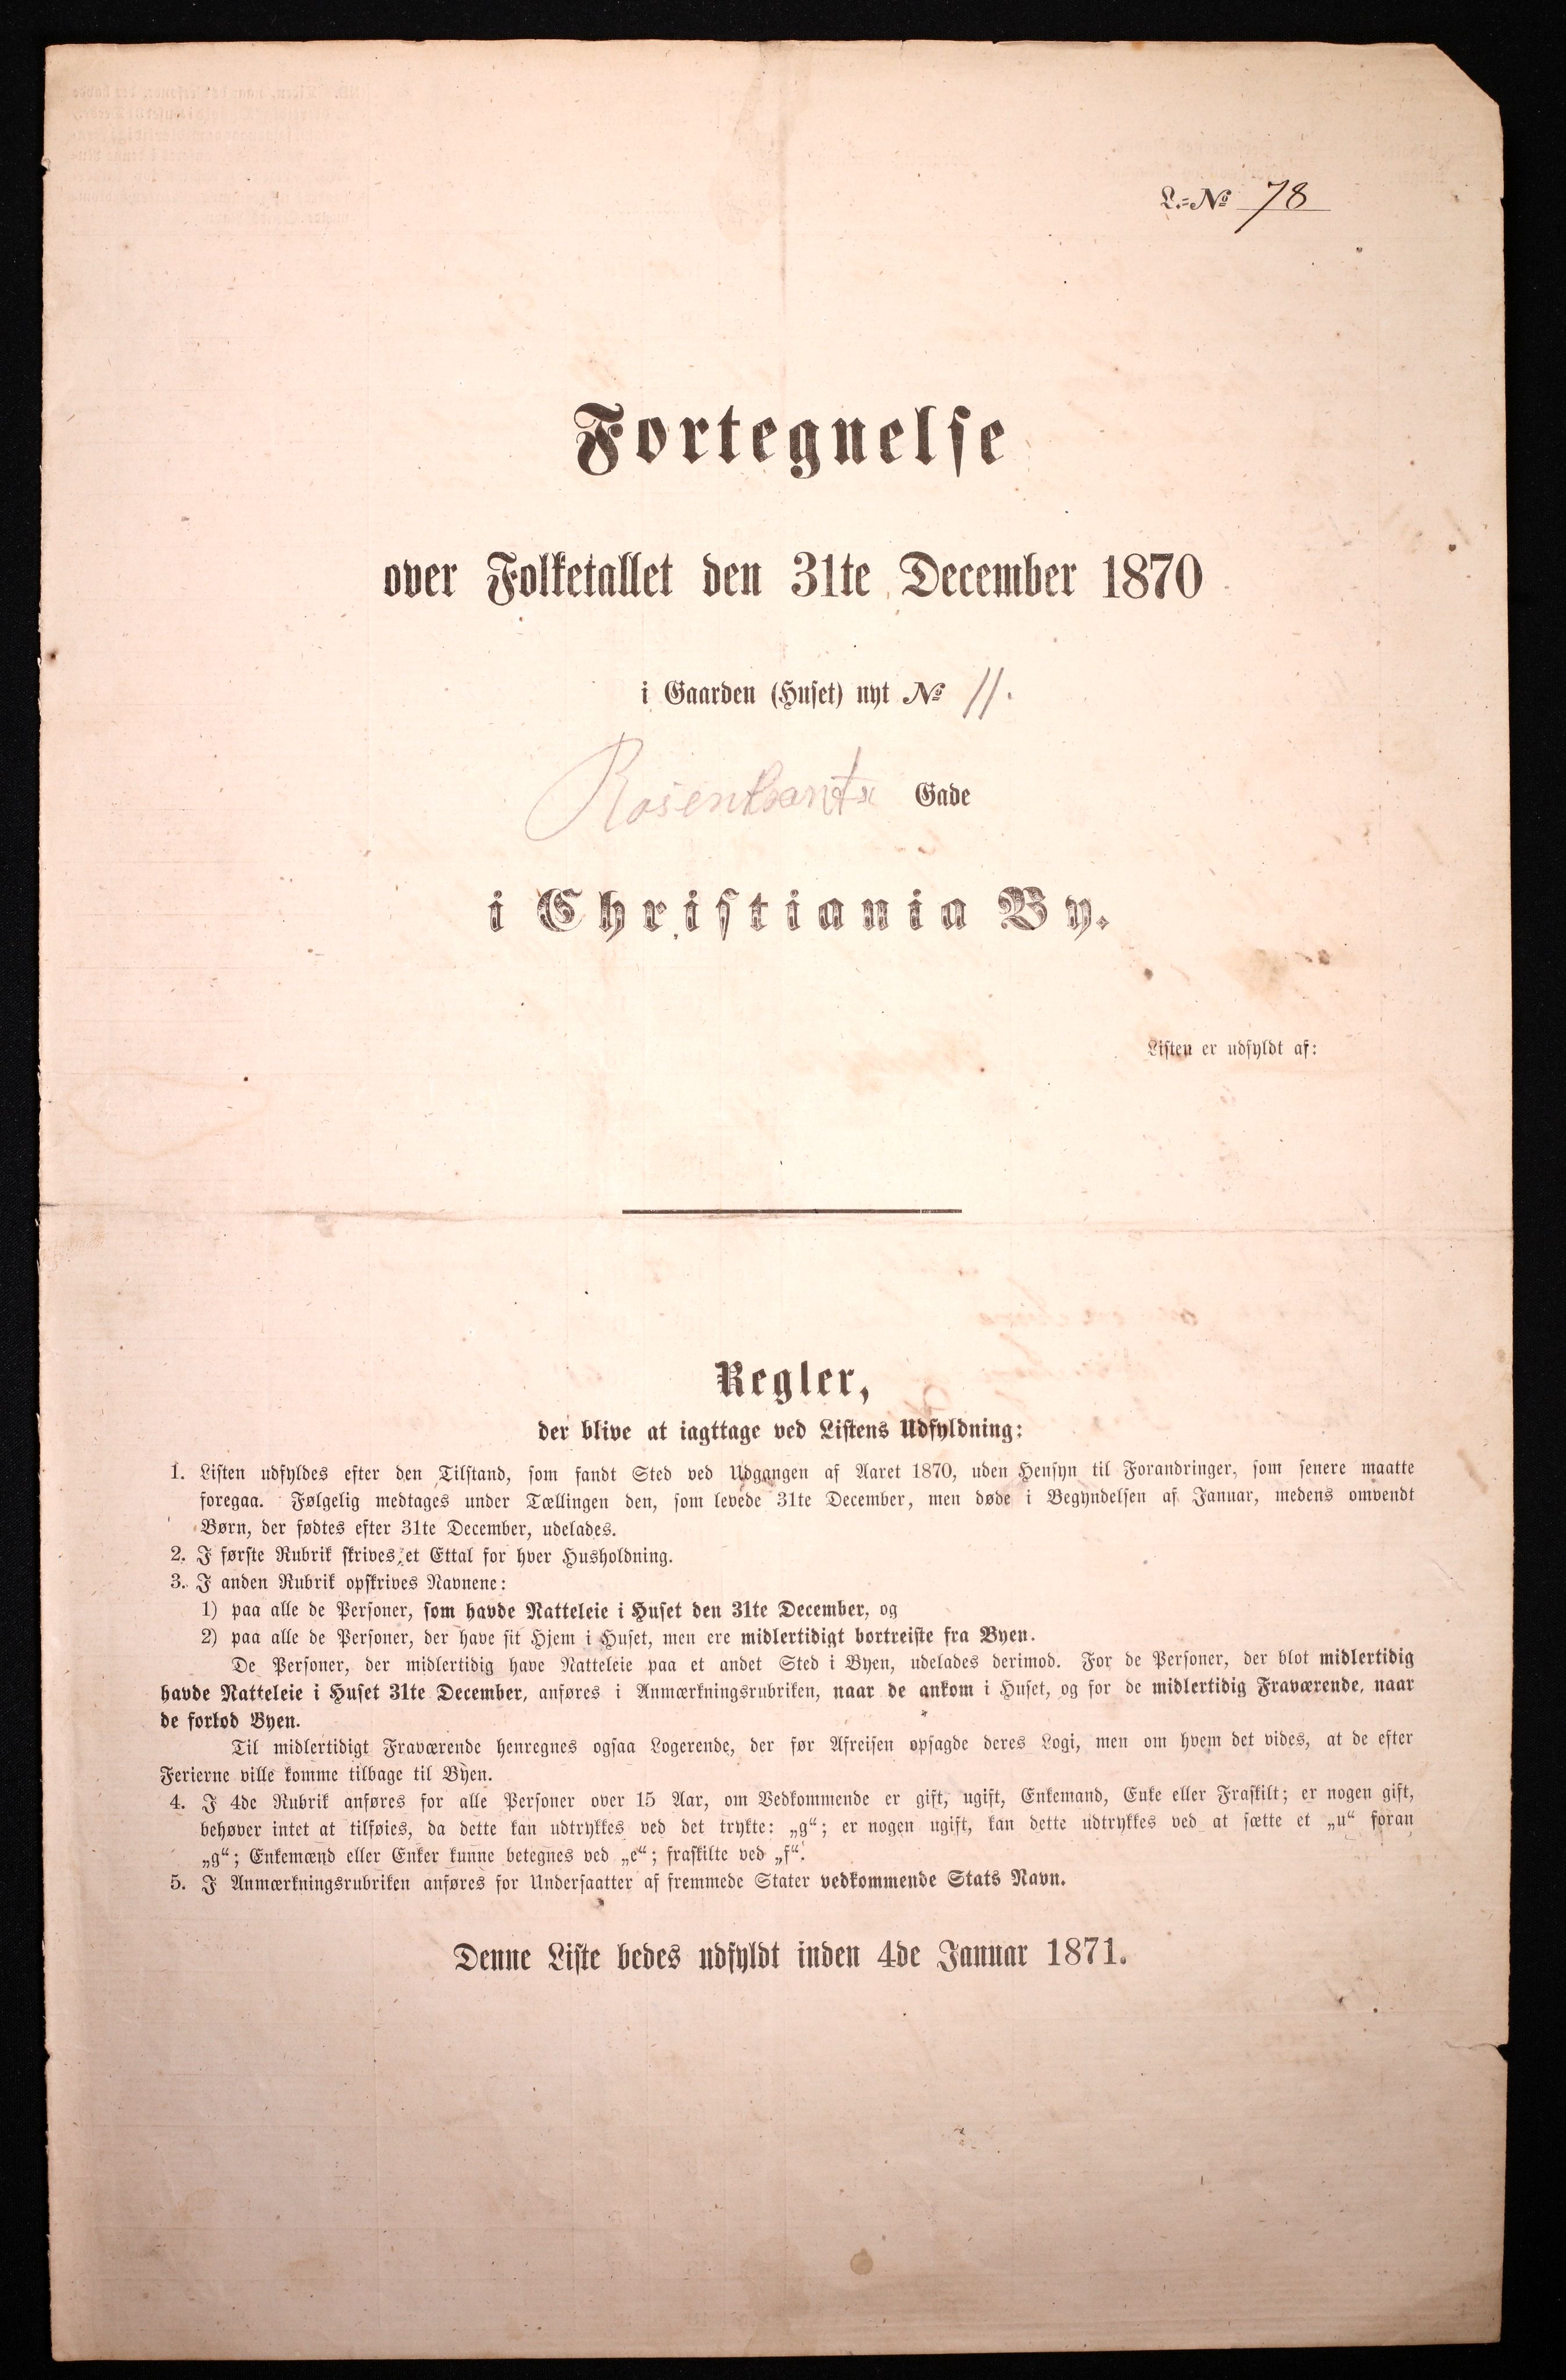 L.=No 78
Fortegnelse
over Folketallet den 31te December 1870
i Gaarden (Huset) nyt No 11.
Gade
i Christiania By.
Listen er udfyldt af:
Regler,
der blive at iagttage ved Listens Udfyldning:
1. Listen udfyldes efter den Tilstand, som fandt Sted ved Udgangen af Aaret 1870, uden Hensyn til Forandringer, som senere maatte
foregaa. Følgelig medtages under Tællingen den, som levede 31te December, men døde i Begyndelsen af Januar, medens omvendt
Børn, der fødtes efter 31te December, udelades.
2. I første Rubrik skrives et Ettal for hver Husholdning.
3. I anden Rubrik opskrives Navnene:
1) paa alle de Personer, som havde Natteleie i Huset den 31te December, og
2) paa alle de Personer, der have sit Hjem i Huset, men ere midlertidigt bortreiste fra Byen.
De Personer, der midlertidig have Natteleie paa et andet Sted i Byen, udelades derimod. For de Personer, der blot midlertidig
havde Natteleie i Huset 31te December, anføres i Anmærkningsrubriken, naar de ankom i Huset, og for de midlertidig Fraværende, naar
de forlod Byen.
Til midlertidigt Fraværende henregnes ogsaa Logerende, der før Afreisen opsagde deres Logi, men om hvem det vides, at de efter
Ferierne ville komme tilbage til Byen.
4. I 4de Rubrik anføres for alle Personer over 15 Aar, om Vedkommende er gift, ugift, Enkemand, Enke eller Fraskilt; er nogen gift,
behøver intet at tilføies, da dette kan udtrykkes ved det trykte: „g“; er nogen ugift, kan dette udtrykkes ved at sætte et „u“ foran
„g“; Enkemænd eller Enker kunne betegnes ved „e“; fraskilte ved „f“.
5. I Anmærkningsrubriken anføres for Undersaatter af fremmede Stater vedkommende Stats Navn.
Denne Liste bedes udfyldt inden 4de Januar 1871.